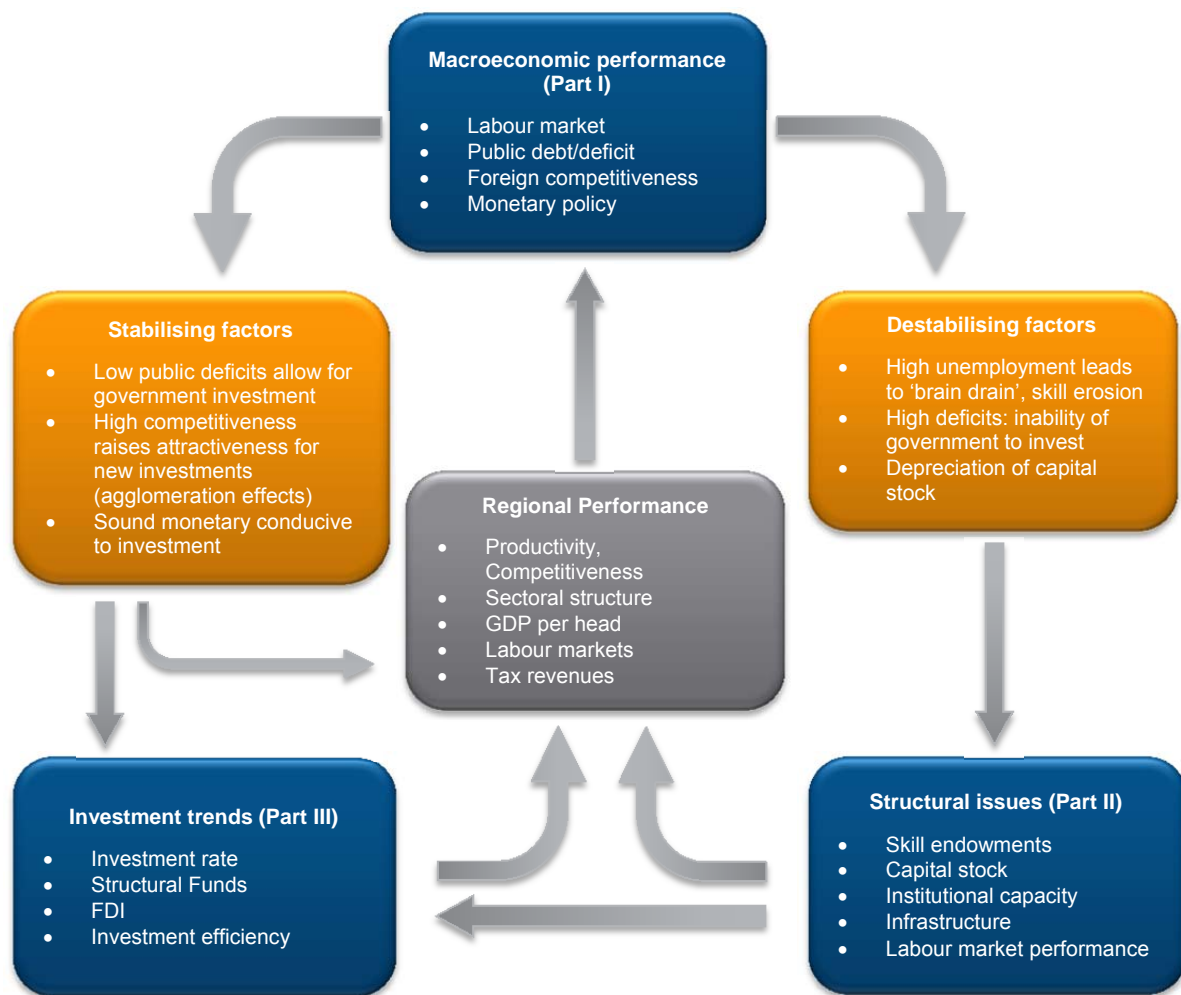 Macroeconomic performance
(Part I)
• Labour market
• Public debt/deficit
• Foreign competitiveness
• Monetary policy
Stabilising factors
• Low public deficits allow for
government investment
• High competitiveness
raises attractiveness for
new investments
(agglomeration effects)
• Sound monetary conducive
to investment
Destabilising factors
• High unemployment leads
to ‘brain drain’, skill erosion
• High deficits: inability of
government to invest
• Depreciation of capital
stock
Regional Performance
• Productivity,
Competitiveness
• Sectoral structure
• GDP per head
• Labour markets
• Tax revenues
Investment trends (Part III)
• Investment rate
• Structural Funds
• FDI
• Investment efficiency
Structural issues (Part II)
• Skill endowments
• Capital stock
• Institutional capacity
• Infrastructure
• Labour market performance